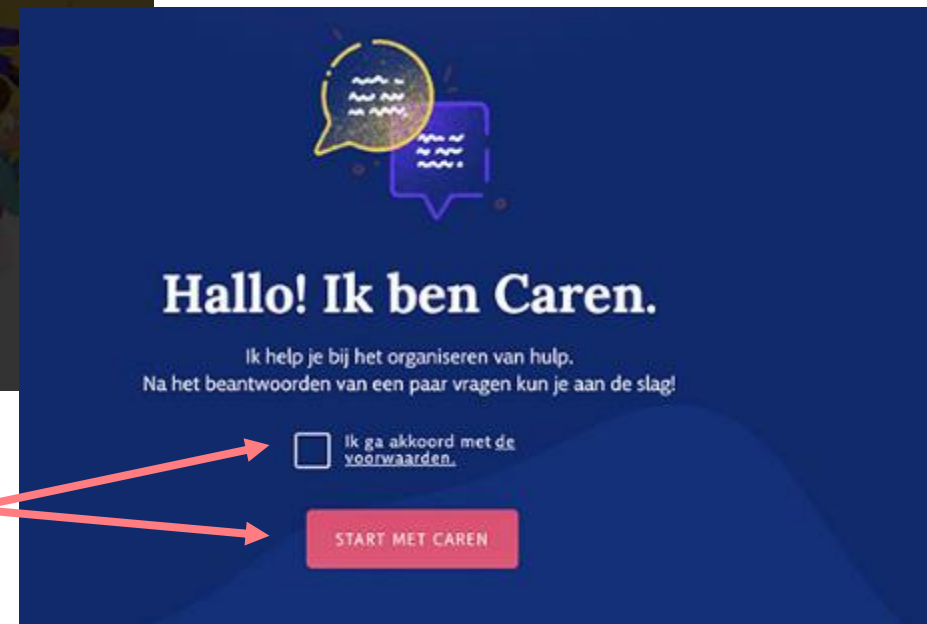 Hallo! Ik ben Caren.
Ik help je bij het organiseren van hulp.
Na het beantwoorden van een paar vragen kun je aan de slag!
Ik ga akkoord met de
voorwaarden.
START MET CAREN